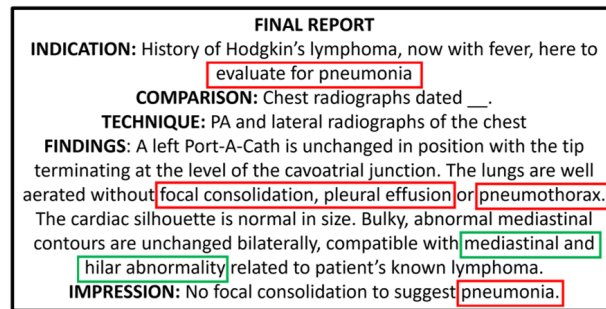 FINAL REPORT
INDICATION: History of Hodgkin's lymphoma, now with fever, here to
evaluate for pneumonia
COMPARISON: Chest radiographs dated __.
TECHNIQUE: PA and lateral radiographs of the chest
FINDINGS: A left Port-A-Cath is unchanged in position with the tip
terminating at the level of the cavoatrial junction. The lungs are well
aerated without focal consolidation, pleural effusion or pneumothorax.
The cardiac silhouette is normal in size. Bulky, abnormal mediastinal
contours are unchanged bilaterally, compatible with mediastinal and
hilar abnormality related to patient's known lymphoma.
IMPRESSION: No focal consolidation to suggest pneumonia.